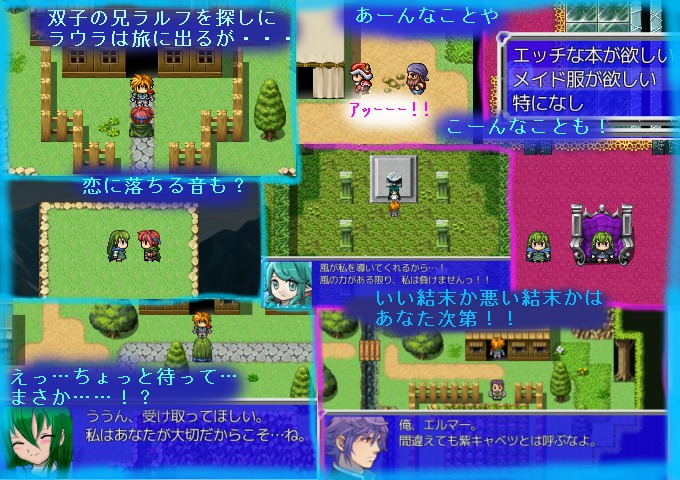 双子の兄ラルフを探しに
ラウラは旅に出るが・・・
あーんなことや
アッーーー！！
エッチな本が欲しい
メイド服が欲しい
特になし
こーんなことも！
恋に落ちる音も？
風が私を導いてくれるから…！
風の力がある限り、私は負けませんっ！！
いい結末か悪い結末かは
あなた次第！！
えっ…ちょっと待って…
まさか……！？
ううん、受け取ってほしい。
私はあなたが大切だからこそ…ね。
俺、エルマー。
間違えても紫キャベツとは呼ぶなよ。